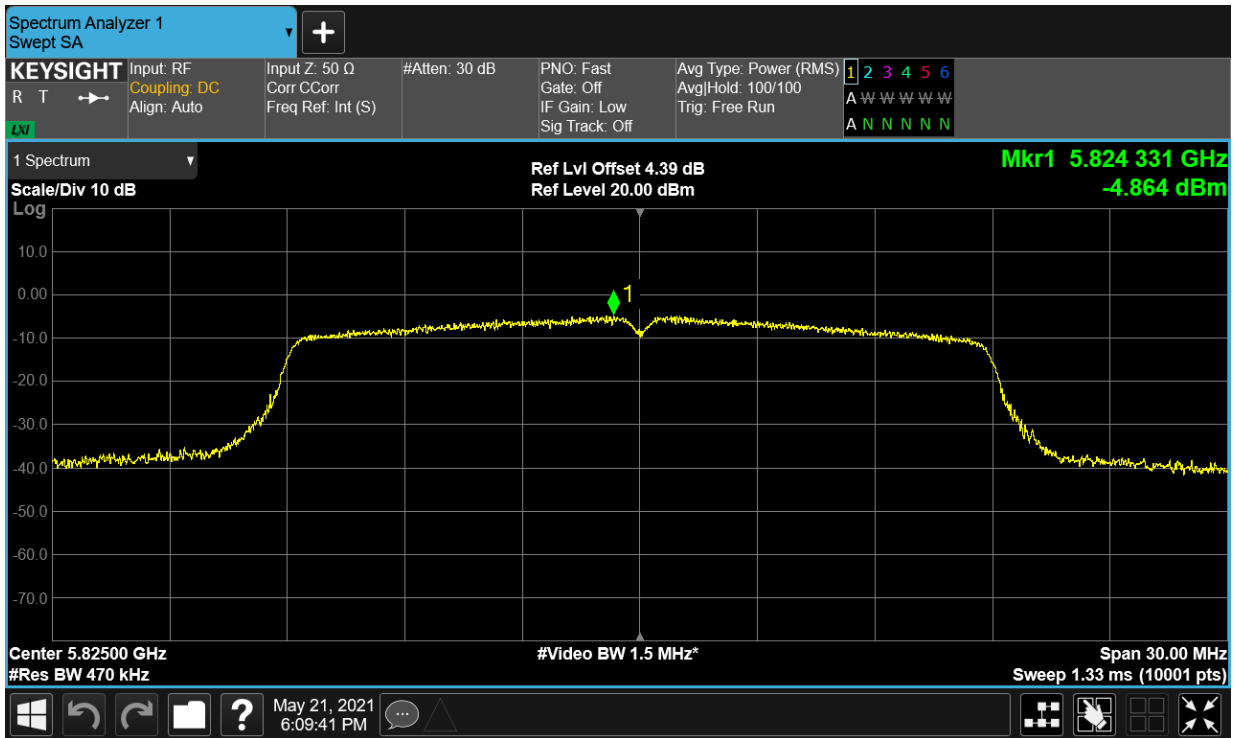 Spectrum Analyzer 1
Swept SA
KEYSIGHT
R T
LXI
Input: RF
Coupling: DC
Align: Auto
Input Z: 50 Ω
Corr CCorr
Freq Ref: Int (S)
#Atten: 30 dB
PNO: Fast
Gate: Off
IF Gain: Low
Sig Track: Off
Avg Type: Power (RMS)
Avg|Hold: 100/100
Trig: Free Run
1 2 3 4 5 6
A W W W W W
A N N N N N
1 Spectrum
Scale/Div 10 dB
Log
Ref Lvl Offset 4.39 dB
Ref Level 20.00 dBm
Mkr1 5.824 331 GHz
-4.864 dBm
10.0
0.00
-10.0
-20.0
-30.0
-40.0
-50.0
-60.0
-70.0
1
Center 5.82500 GHz
#Res BW 470 kHz
#Video BW 1.5 MHz*
Span 30.00 MHz
Sweep 1.33 ms (10001 pts)
?
May 21, 2021
6:09:41 PM